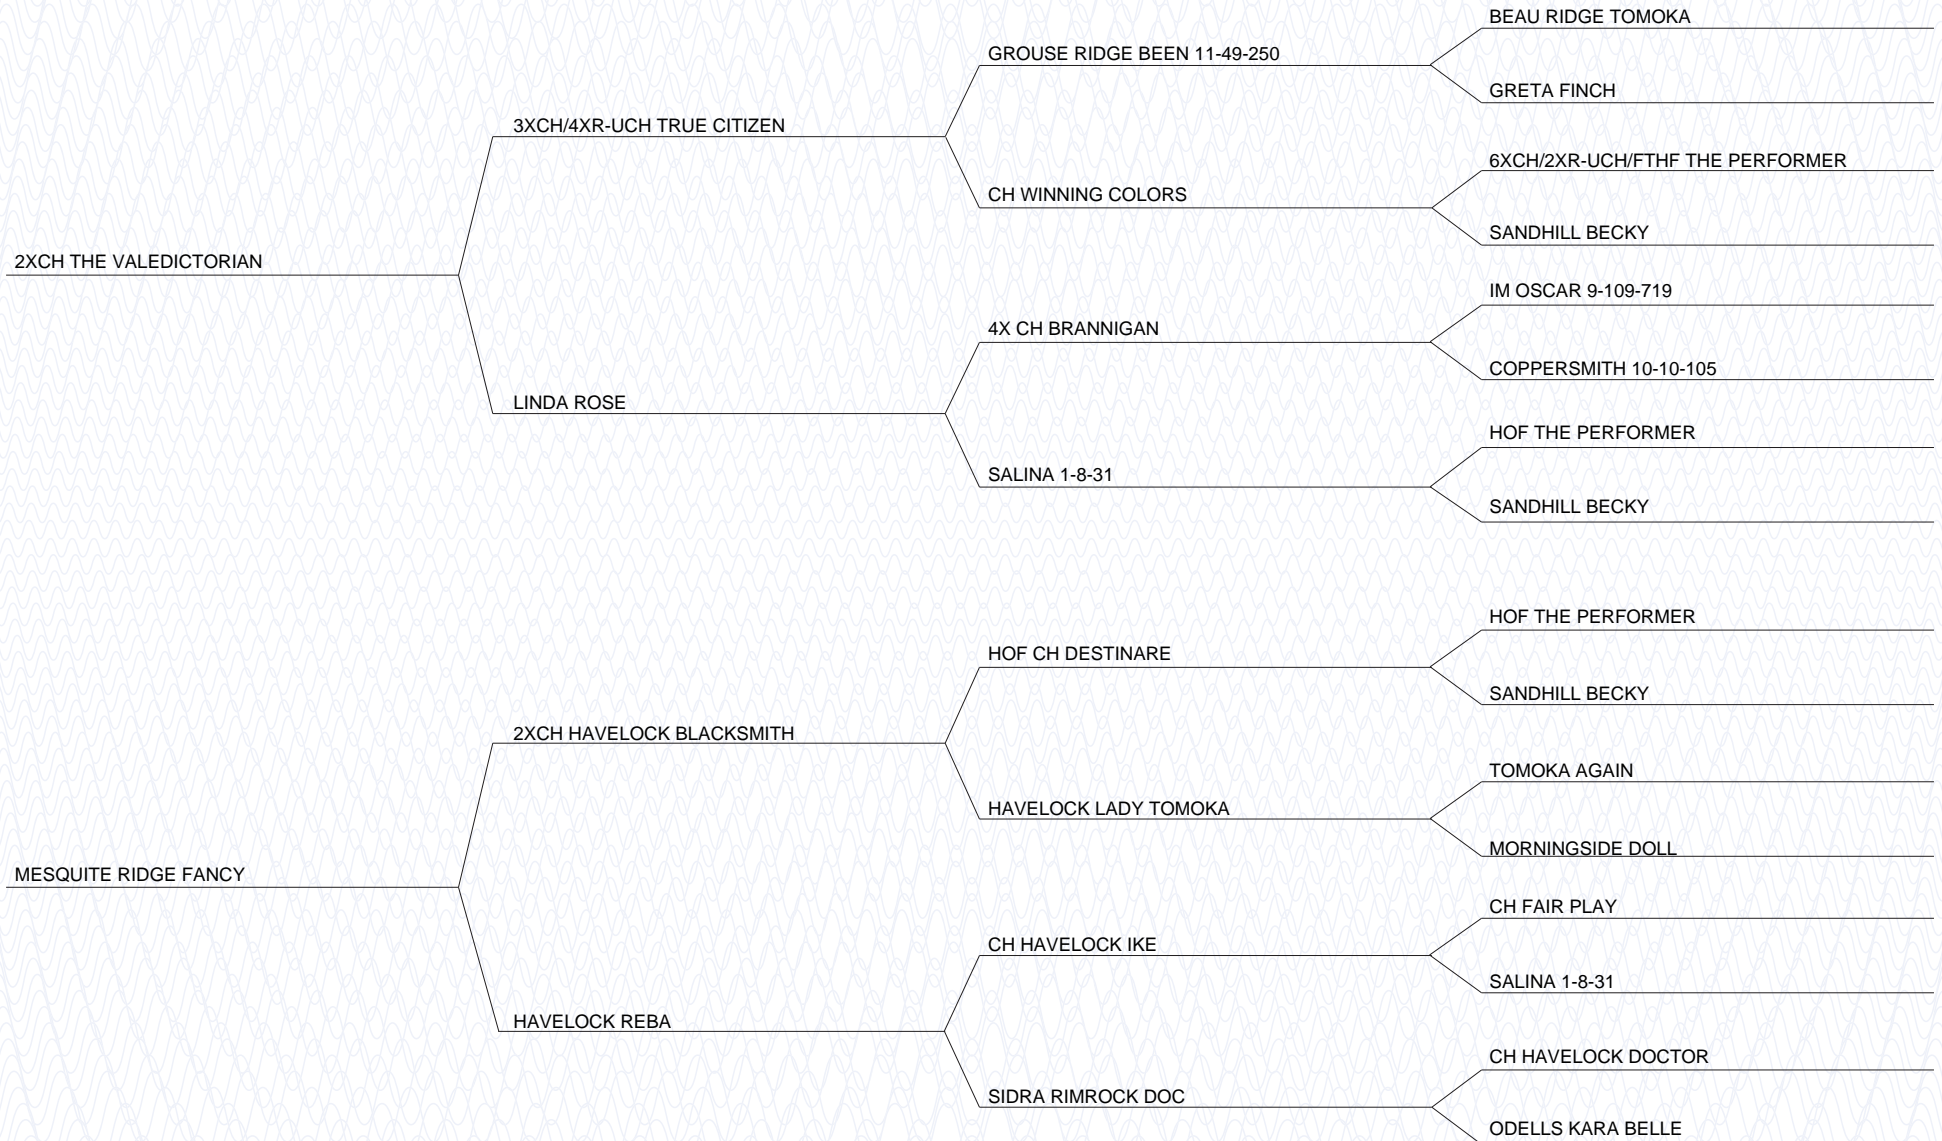 BEAU RIDGE TOMOKA
GROUSE RIDGE BEEN 11-49-250
GRETA FINCH
3XCH/4XR-UCH TRUE CITIZEN
6XCH/2XR-UCH/FTHF THE PERFORMER
CH WINNING COLORS
SANDHILL BECKY
2XCH THE VALEDICTORIAN
IM OSCAR 9-109-719
4X CH BRANNIGAN
COPPERSMITH 10-10-105
LINDA ROSE
HOF THE PERFORMER
SALINA 1-8-31
SANDHILL BECKY
HOF THE PERFORMER
HOF CH DESTINARE
SANDHILL BECKY
2XCH HAVELOCK BLACKSMITH
TOMOKA AGAIN
HAVELOCK LADY TOMOKA
MORNINGSIDE DOLL
MESQUITE RIDGE FANCY
CH FAIR PLAY
CH HAVELOCK IKE
SALINA 1-8-31
HAVELOCK REBA
CH HAVELOCK DOCTOR
SIDRA RIMROCK DOC
ODELLS KARA BELLE